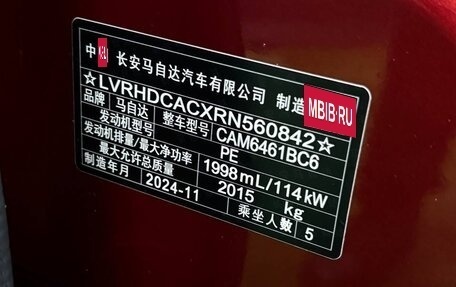 中 长安马自达汽车有限公司 制造 MBIB·RU
☆LVRHDCACXRN560842☆
品牌 马自达 整车型号 CAM6461BC6
发动机型号 PE
发动机排量/最大净功率 1998mL/114kW
最大允许总质量 2015 kg
制造年月 2024-11 乘坐人数 5